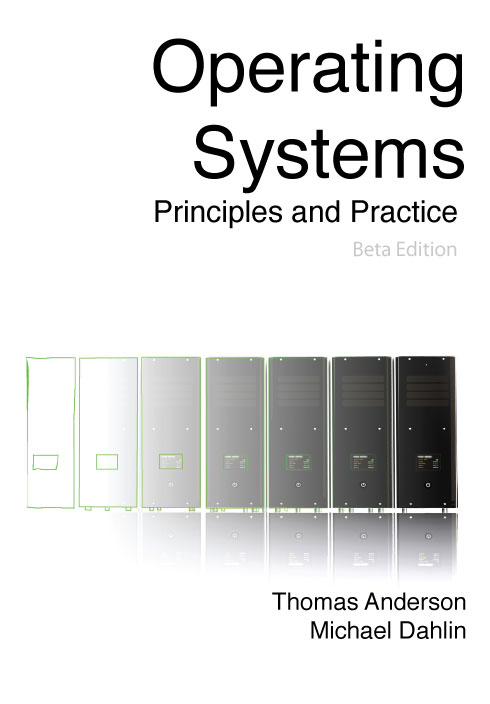 Operating
Systems
Principles and Practice
Beta Edition
Thomas Anderson
Michael Dahlin